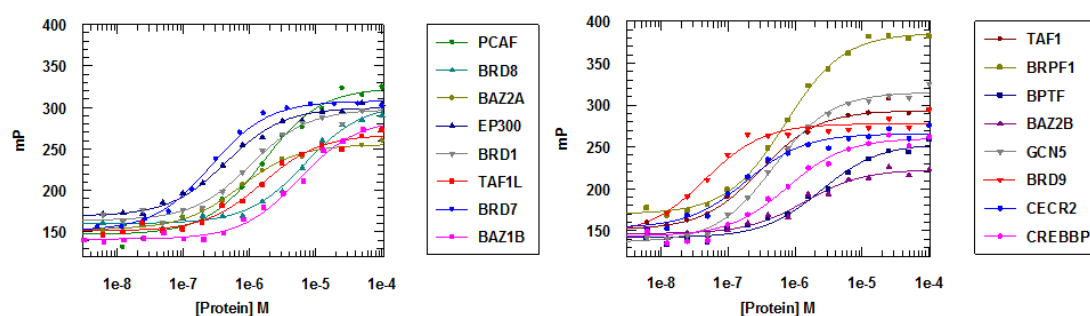 400
350
300
250
200
150
mP
1e-8 1e-7 1e-6 1e-5 1e-4
[Protein] M
PCAF
BRD8
BAZ2A
EP300
BRD1
TAF1L
BRD7
BAZ1B
400
350
300
250
200
150
mP
1e-8 1e-7 1e-6 1e-5 1e-4
[Protein] M
TAF1
BRPF1
BPTF
BAZ2B
GCN5
BRD9
CECR2
CREBBP